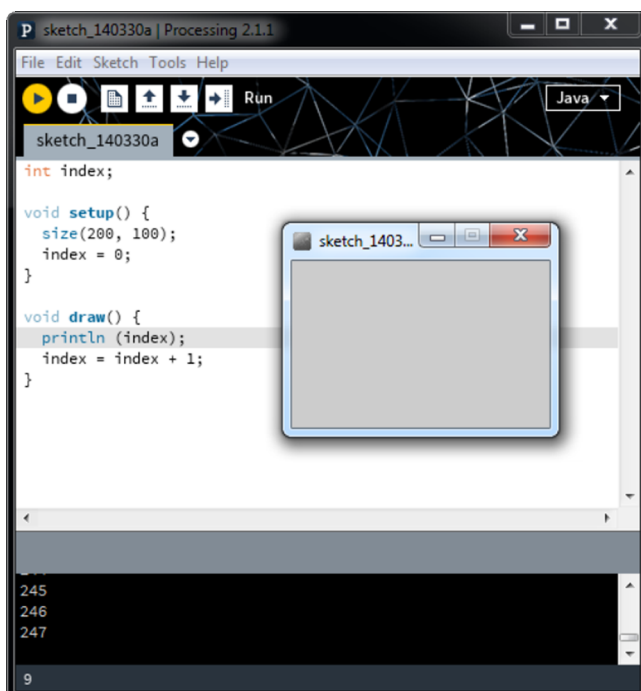 sketch_140330a | Processing 2.1.1
File Edit Sketch Tools Help
Run
Java
sketch_140330a
int index;
void setup() {
size(200, 100);
index = 0;
}
void draw() {
println (index);
index = index + 1;
}
sketch_1403...
245
246
247
9